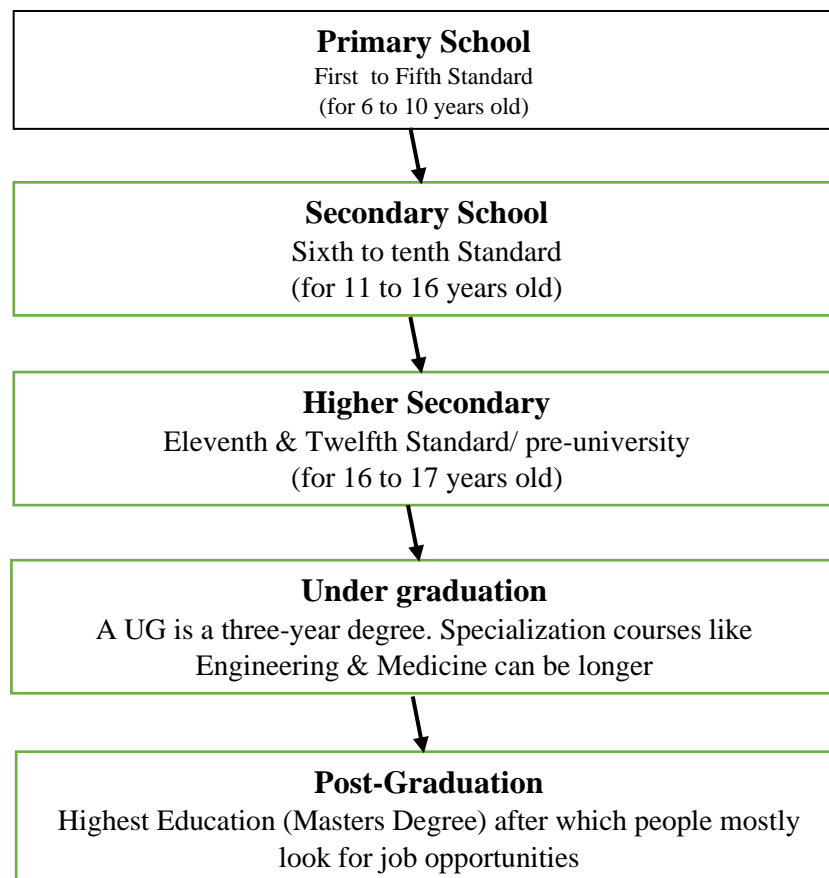 Primary School
First to Fifth Standard
(for 6 to 10 years old)
Secondary School
Sixth to tenth Standard
(for 11 to 16 years old)
Higher Secondary
Eleventh & Twelfth Standard/ pre-university
(for 16 to 17 years old)
Under graduation
A UG is a three-year degree. Specialization courses like
Engineering & Medicine can be longer
Post-Graduation
Highest Education (Masters Degree) after which people mostly
look for job opportunities